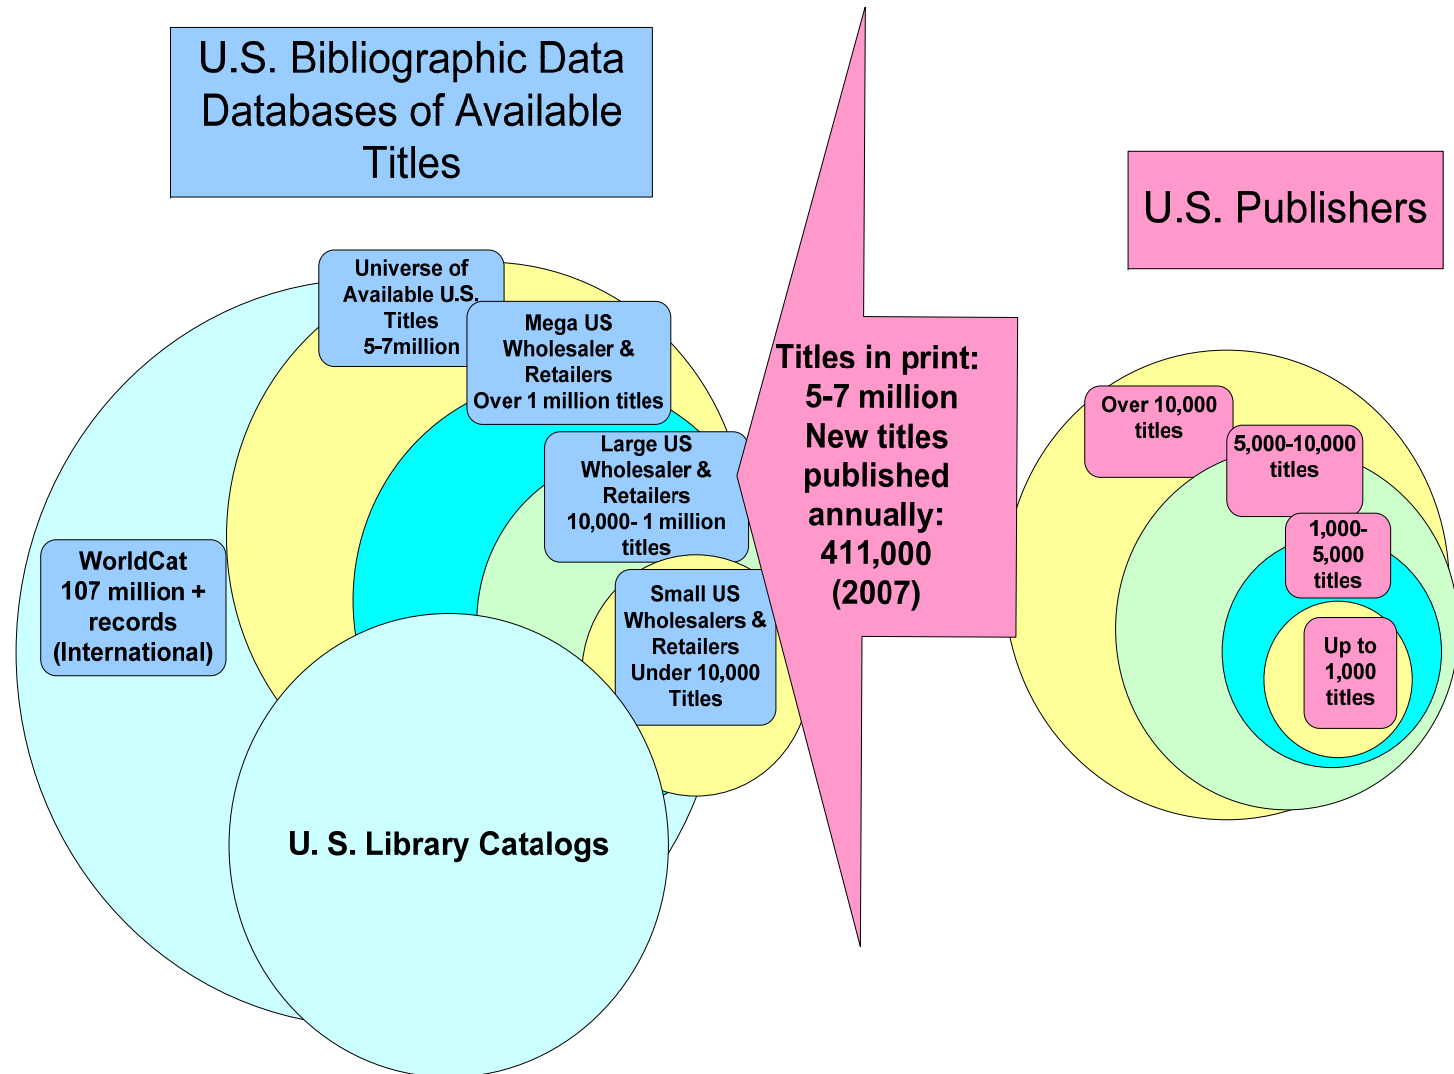 U.S. Bibliographic Data
Databases of Available
Titles
U.S. Publishers
Universe of
Available U.S.
Titles
5-7million
Mega US
Wholesaler &
Retailers
Over 1 million titles
Large US
Wholesaler &
Retailers
10,000- 1 million
titles
Small US
Wholesalers &
Retailers
Under 10,000
Titles
WorldCat
107 million +
records
(International)
U. S. Library Catalogs
Titles in print:
5-7 million
New titles
published
annually:
411,000
(2007)
Over 10,000
titles
5,000-10,000
titles
1,000-
5,000
titles
Up to
1,000
titles